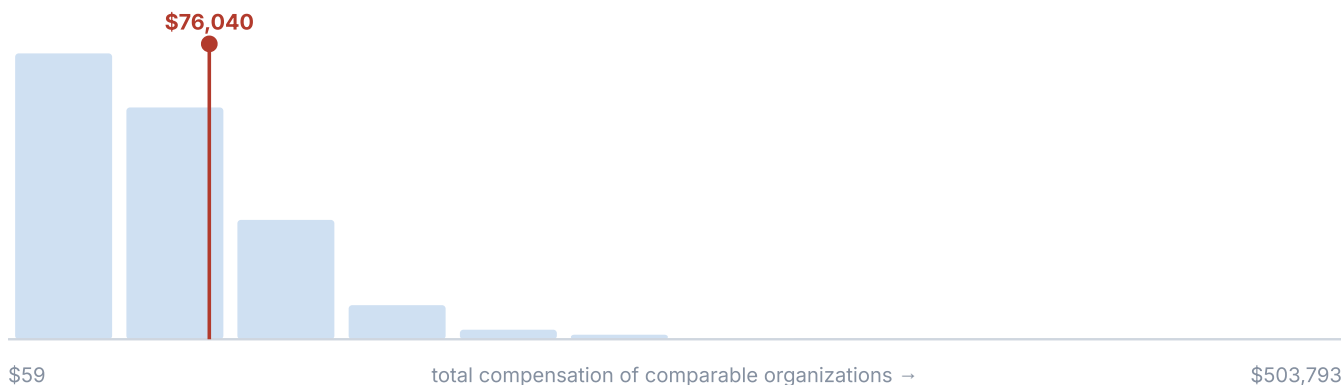 $76,040
$59 total compensation of comparable organizations → $503,793